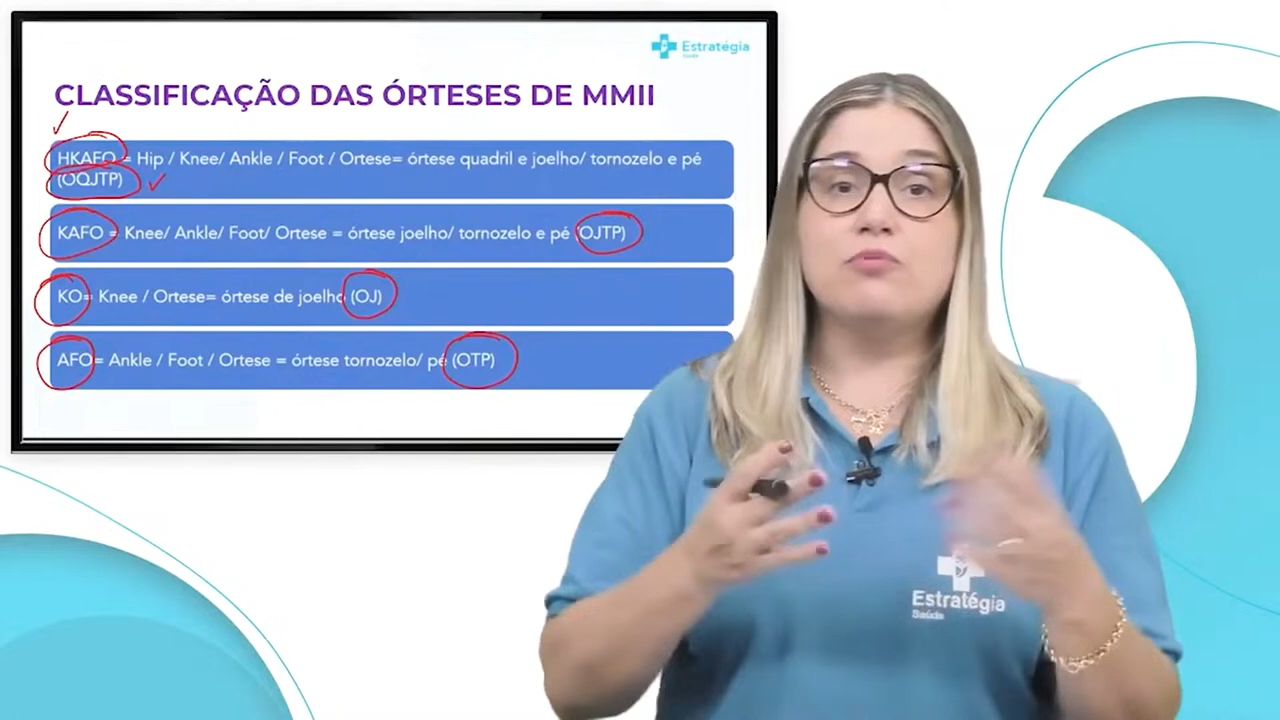 Estratégia
Saúde
CLASSIFICAÇÃO DAS ÓRTESES DE MMII
HKAFO = Hip / Knee/ Ankle / Foot / Ortese= órtese quadril e joelho/ tornozelo e pé
(OQJTP)
KAFO = Knee/ Ankle/ Foot/ Ortese = órtese joelho/ tornozelo e pé (OJTP)
KO= Knee / Ortese= órtese de joelho (OJ)
AFO= Ankle / Foot / Ortese = órtese tornozelo/ pé (OTP)
Estratégia
Saúde